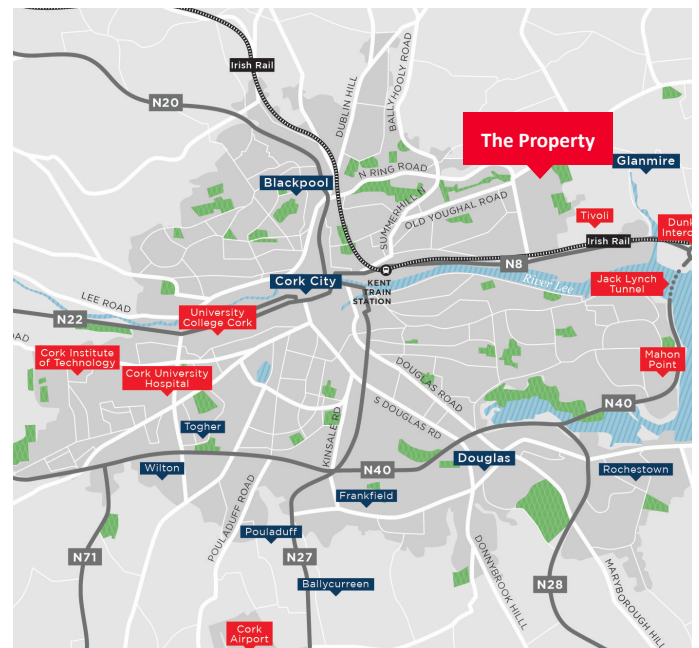 Irish Rail
N20
DUBLIN HILL
BALLYHOOLY ROAD
The Property
Glanmire
N RING ROAD
Blackpool
SUMMERHILL N
OLD YOUGHAL ROAD
Tivoli
Irish Rail
N8
KENT
TRAIN
STATION
Cork City
River Lee
Jack Lynch
Tunnel
LEE ROAD
N22
University
College Cork
Cork Institute
of Technology
Cork University
Hospital
Mahon
Point
DOUGLAS ROAD
S DOUGLAS RD
N40
KINSALE RD
Togher
Wilton
N40
Douglas
Rochestown
Frankfield
POULADUFF ROAD
Pouladuff
N71
N27
Ballycurreen
DONNYBROOK HILLL
N28
MARYBOROUGH HILL
Cork
Airport